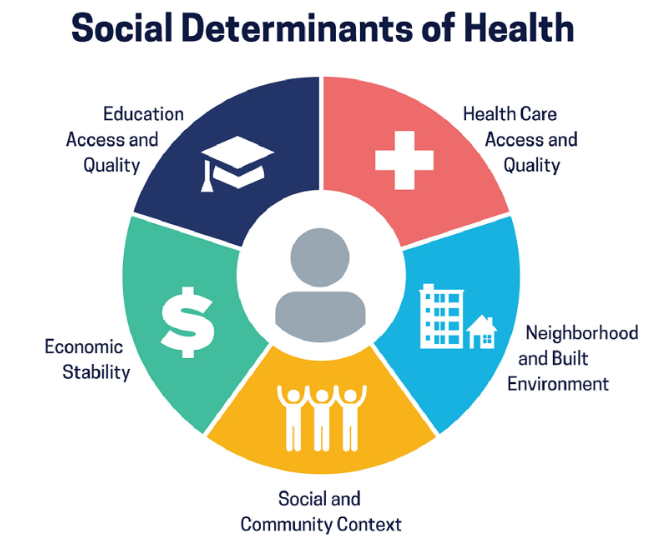 Social Determinants of Health
Education
Access and
Quality
Health Care
Access and
Quality
$
Economic
Stability
Neighborhood
and Built
Environment
Social and
Community Context